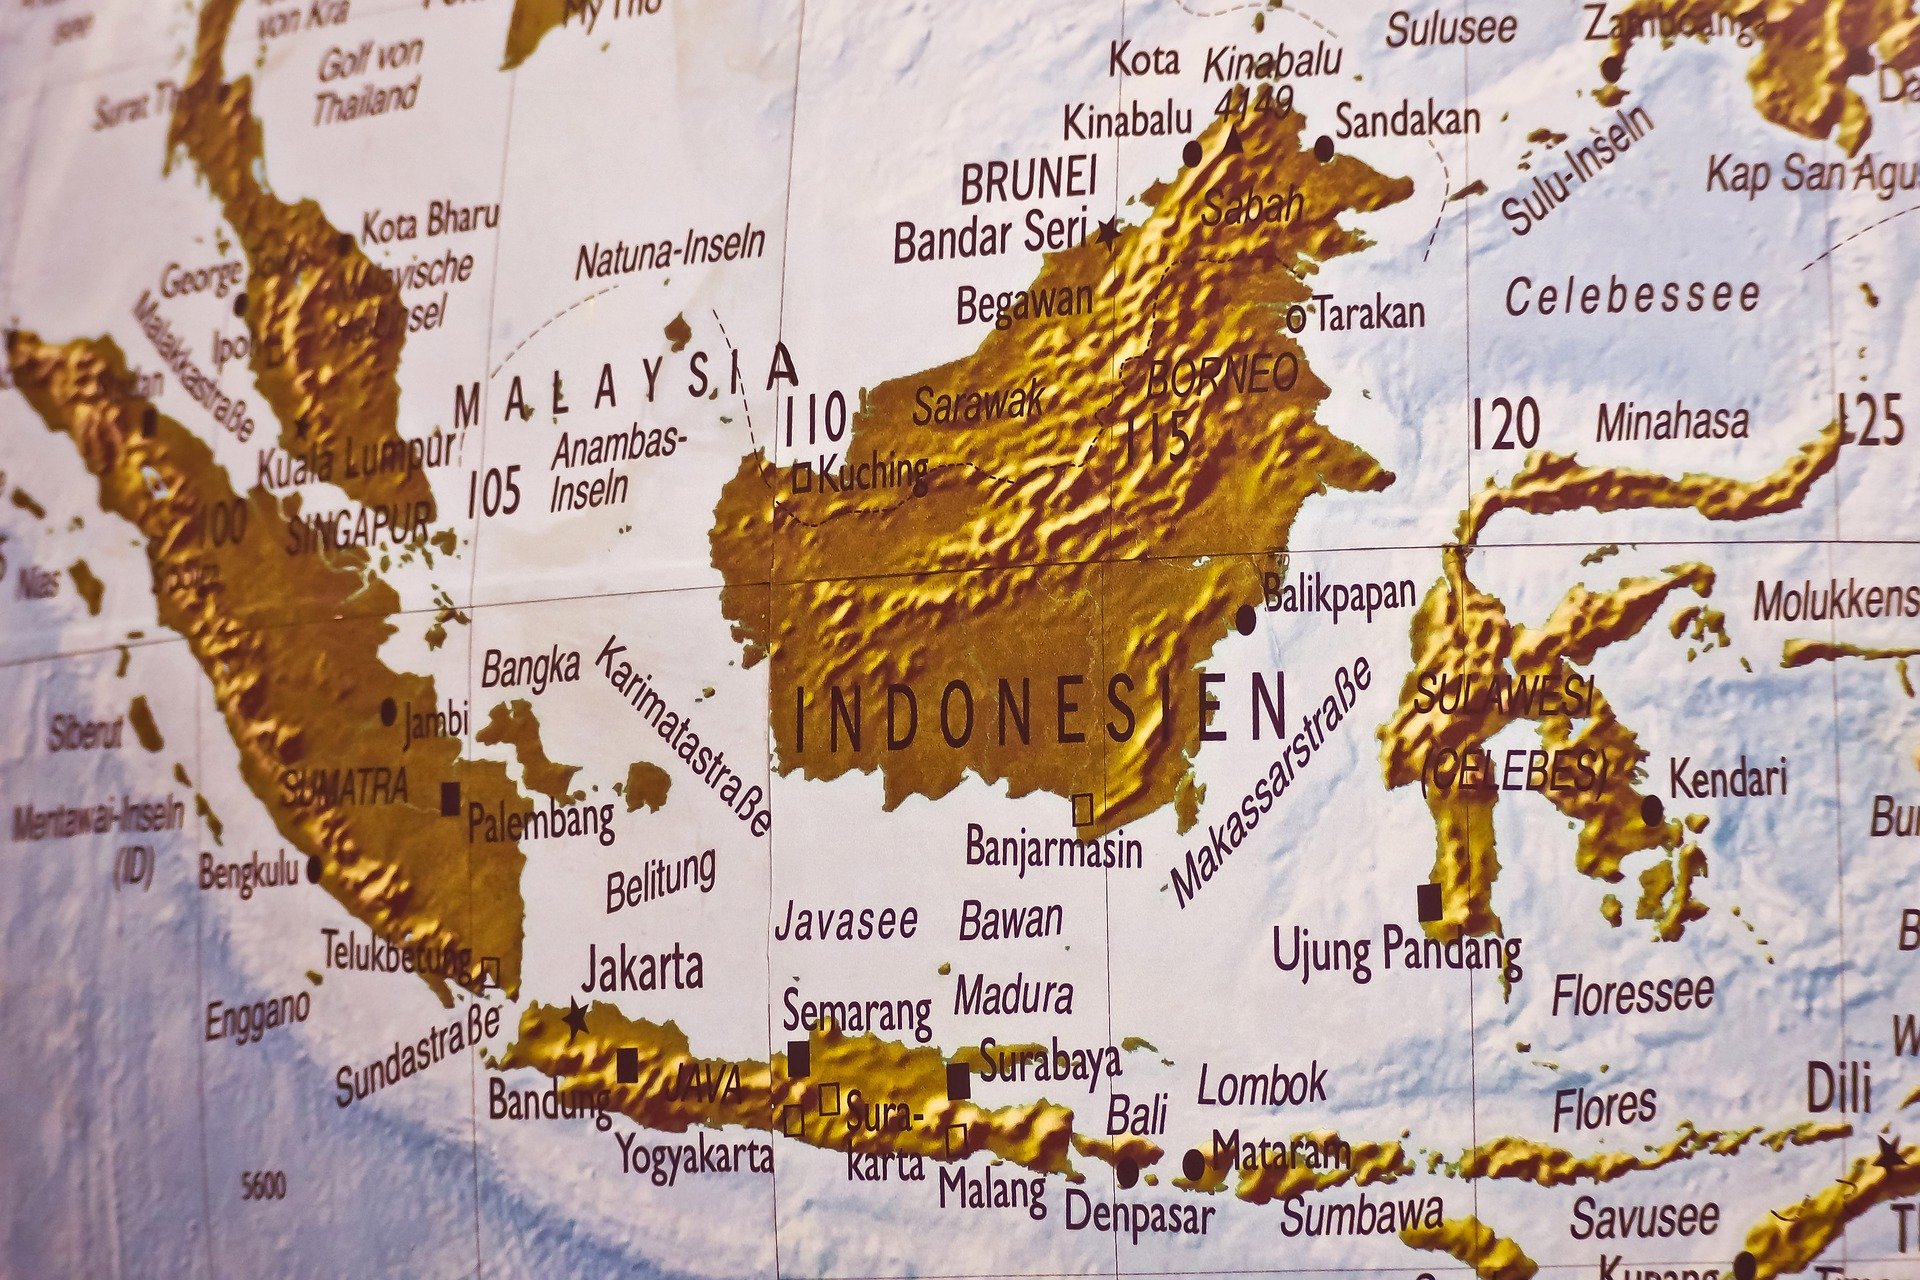 von Kra
My Tho
Golf von
Thailand
Sulusee
Zamboanga
Kota
Kinabalu
Kinabalu
4149
Sandakan
Sulu-Inseln
Kap San Agu
BRUNEI
Bandar Seri
Begawan
Sabah
Kota Bharu
George
Natuna-Inseln
Tarakan
Celebessee
Malakkastraße
Ipoh
MALAYSIA
BORNEO
Sarawak
110
115
120
Minahasa
125
Kuala Lumpur
105
Anambas-
Inseln
Kuching
100
SINGAPUR
Nias
Balikpapan
Molukkens
Bangka
Karimatastraße
INDONESIEN
Makassarstraße
SULAWESI
(CELEBES)
Siberut
Jambi
SUMATRA
Palembang
Kendari
Mentawai-Inseln
(ID)
Bengkulu
Belitung
Banjarmasin
Javasee
Bawan
Ujung Pandang
Telukbetung
Jakarta
Enggano
Semarang
Madura
Floressee
Sundastraße
Surabaya
Bandung
JAVA
Sura-
karta
Bali
Lombok
Flores
Dili
Yogyakarta
Malang
Mataram
5600
Denpasar
Sumbawa
Savusee
Kupang